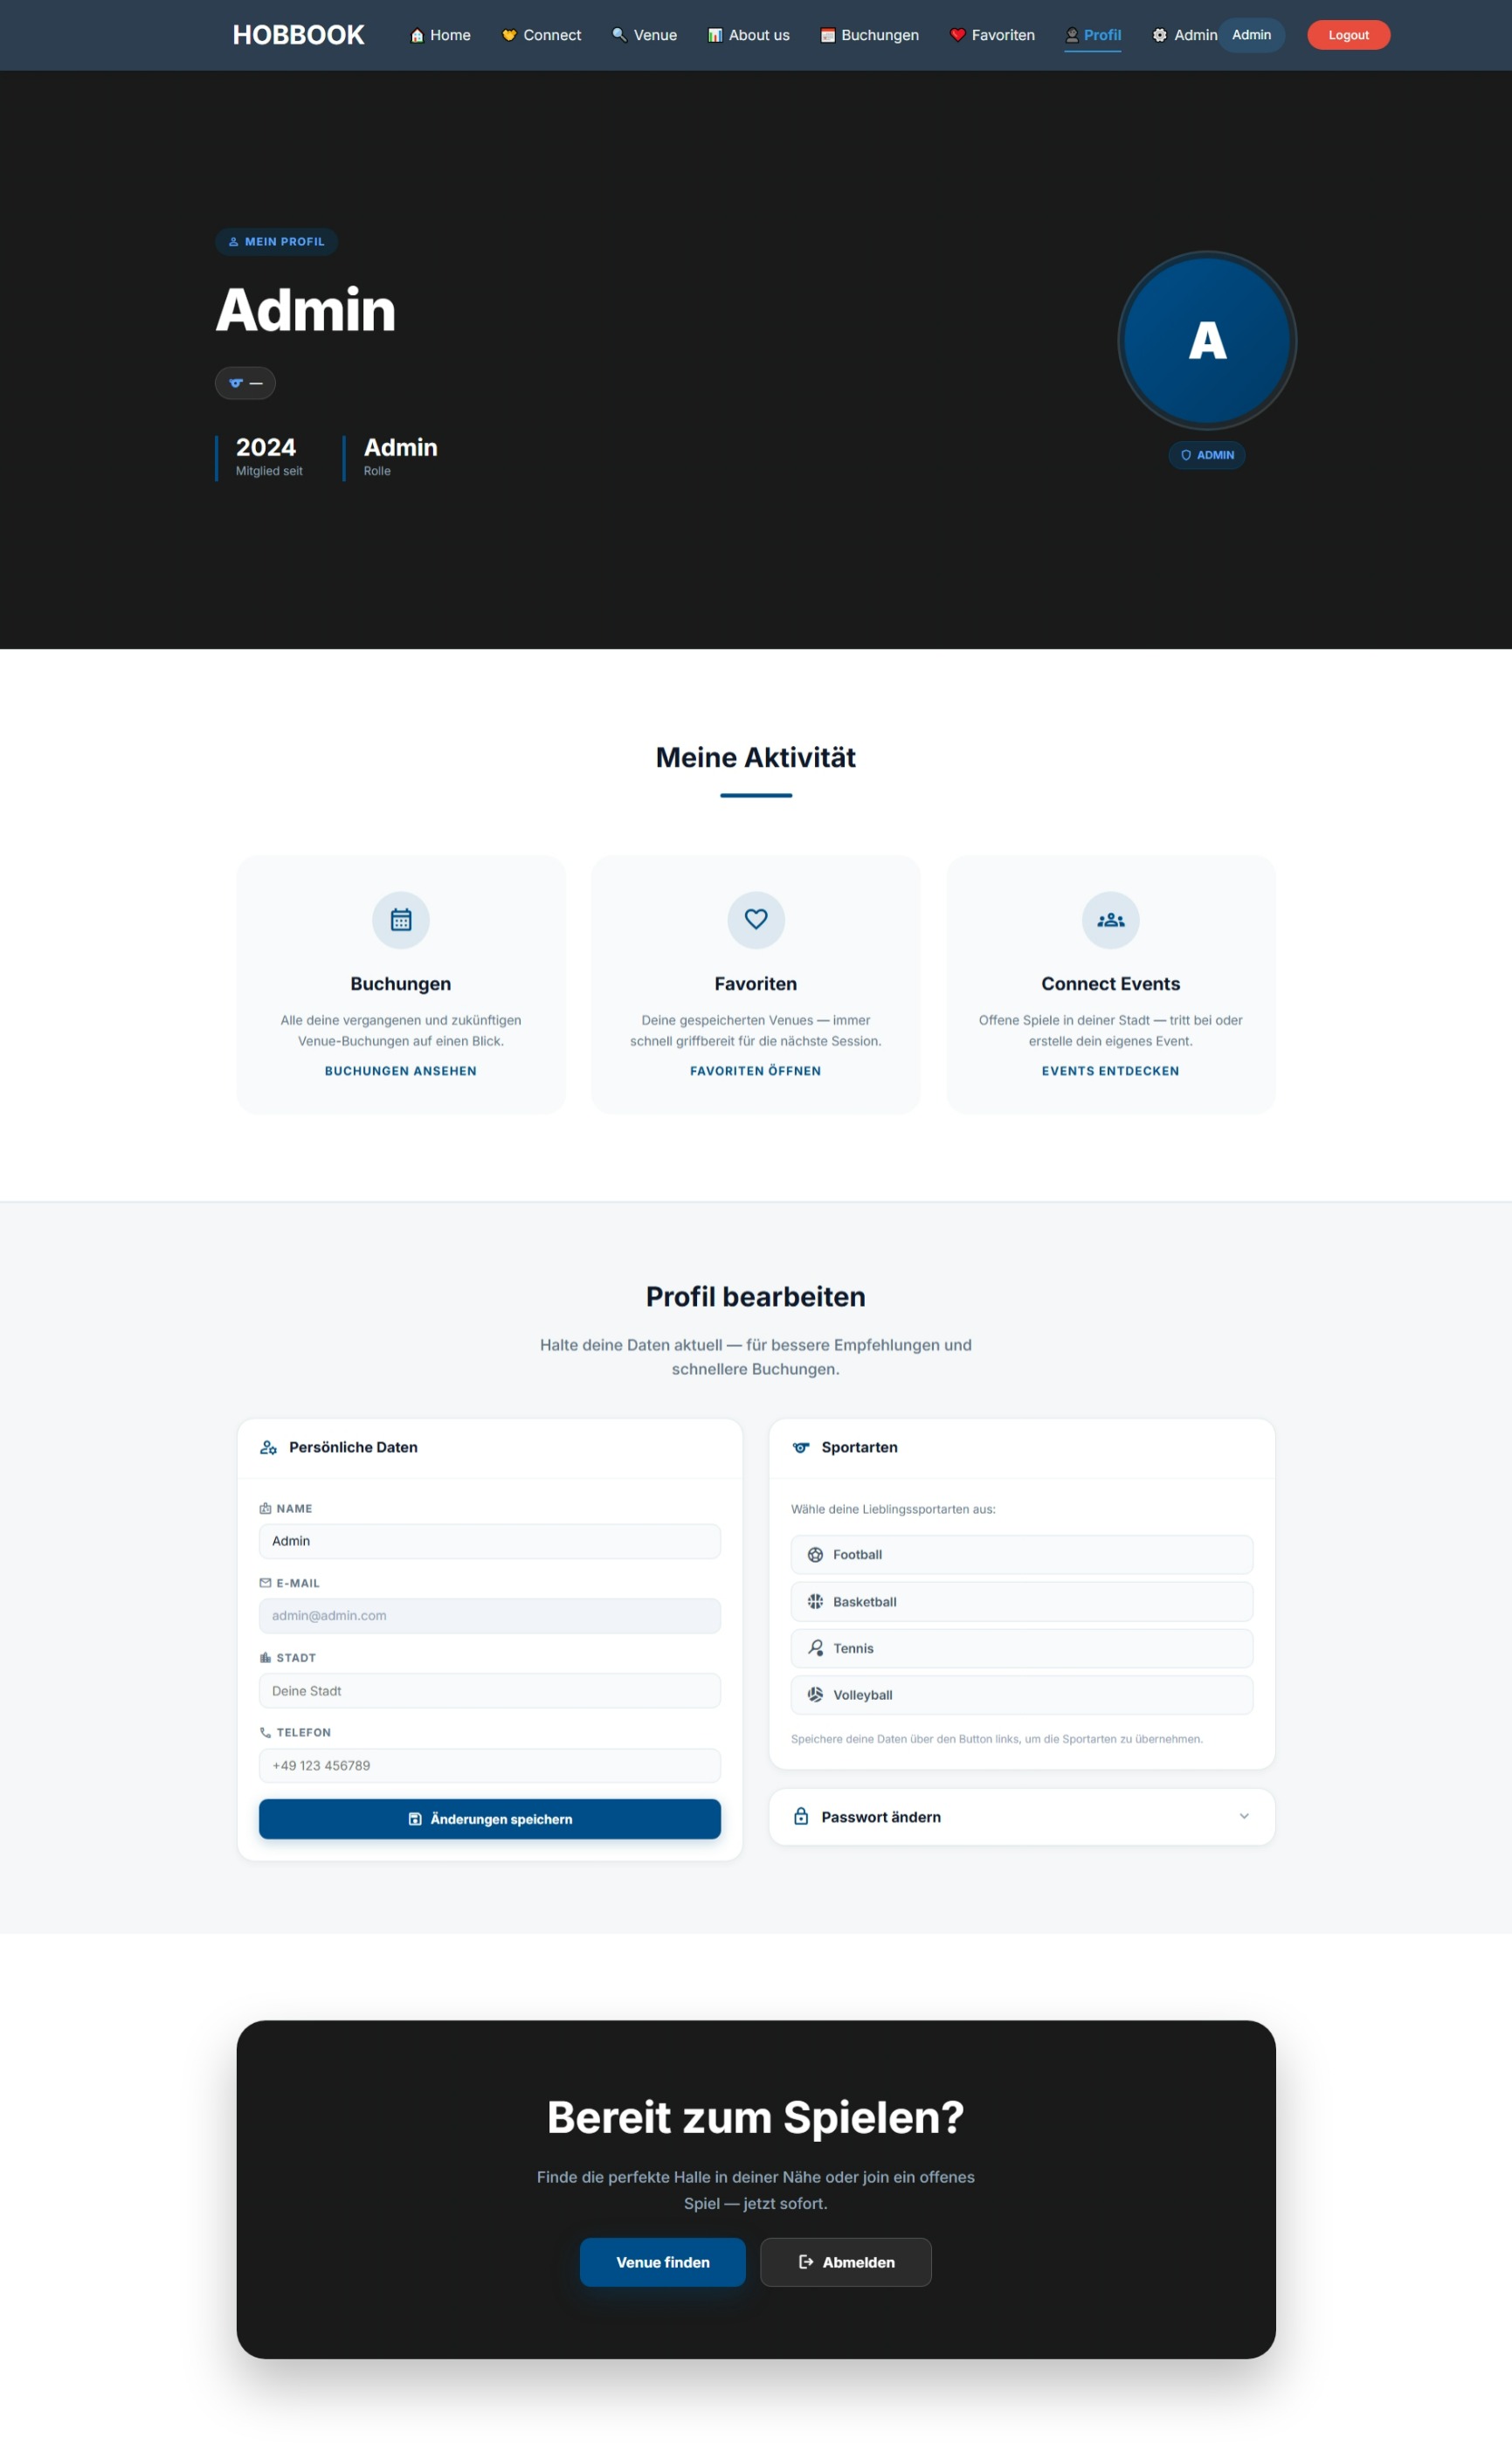 HOBBOOK
Home
Connect
Venue
About us
Buchungen
Favoriten
Profil
Admin
Admin
Logout
MEIN PROFIL
Admin
—
2024
Mitglied seit
Admin
Rolle
A
ADMIN
Meine Aktivität
Buchungen
Alle deine vergangenen und zukünftigen
Venue-Buchungen auf einen Blick.
BUCHUNGEN ANSEHEN
Favoriten
Deine gespeicherten Venues — immer
schnell griffbereit für die nächste Session.
FAVORITEN ÖFFNEN
Connect Events
Offene Spiele in deiner Stadt — tritt bei oder
erstelle dein eigenes Event.
EVENTS ENTDECKEN
Profil bearbeiten
Halte deine Daten aktuell — für bessere Empfehlungen und
schnellere Buchungen.
Persönliche Daten
NAME
Admin
E-MAIL
admin@admin.com
STADT
Deine Stadt
TELEFON
+49 123 456789
Änderungen speichern
Sportarten
Wähle deine Lieblingssportarten aus:
Football
Basketball
Tennis
Volleyball
Speichere deine Daten über den Button links, um die Sportarten zu übernehmen.
Passwort ändern
Bereit zum Spielen?
Finde die perfekte Halle in deiner Nähe oder join ein offenes
Spiel — jetzt sofort.
Venue finden
Abmelden